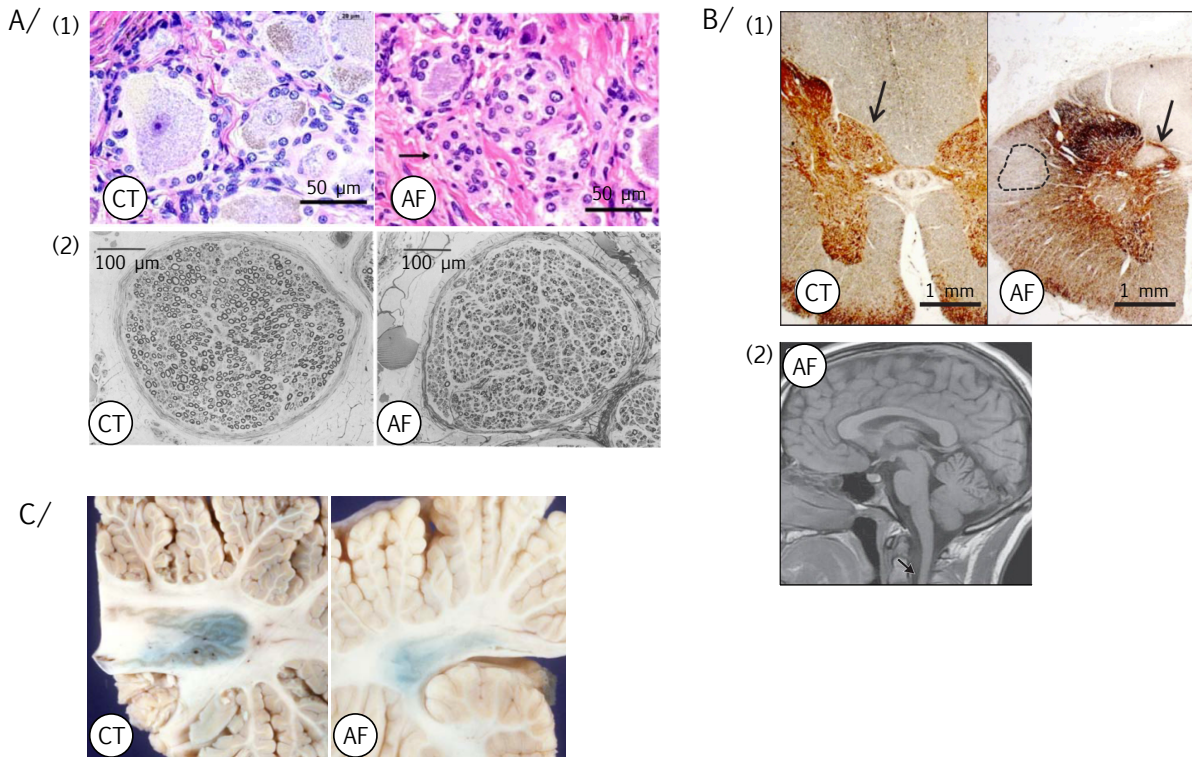 A/ (1)
CT
50 µm
AF
50 µm
(2)
100 µm
CT
100 µm
AF
B/ (1)
CT
1 mm
AF
1 mm
(2)
AF
C/
CT
AF